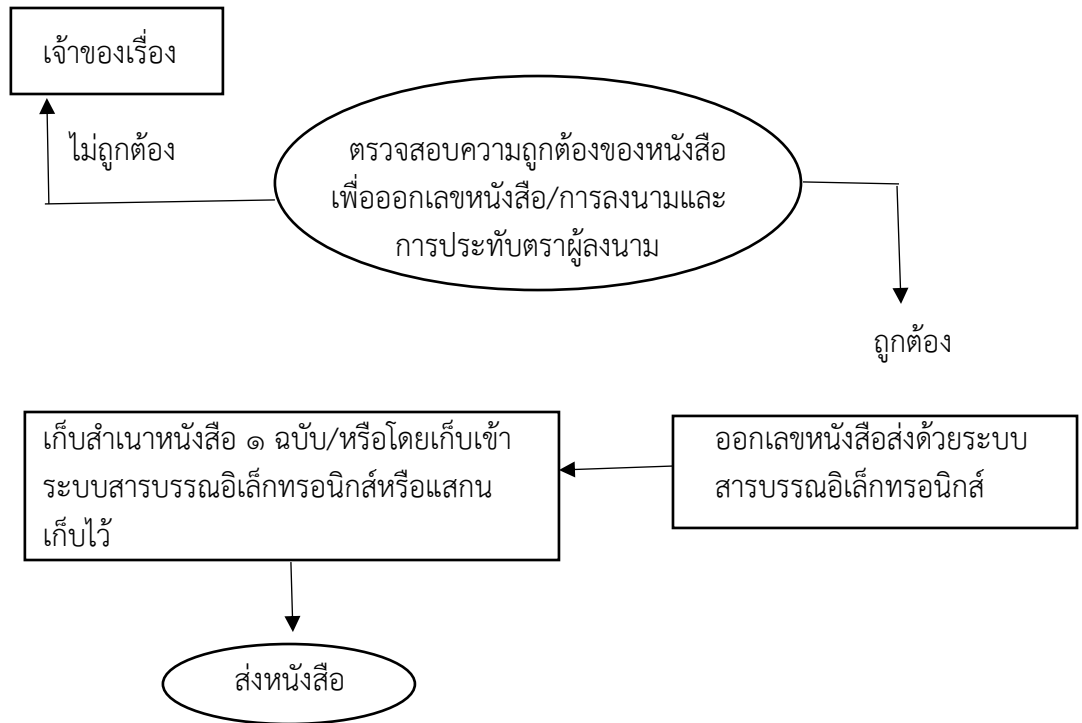 เจ้าของเรื่อง
ไม่ถูกต้อง
ตรวจสอบความถูกต้องของหนังสือ
เพื่อออกเลขหนังสือ/การลงนามและ
การประทับตราผู้ลงนาม
ถูกต้อง
เก็บสำเนาหนังสือ ๑ ฉบับ/หรือโดยเก็บเข้า
ระบบสารบรรณอิเล็กทรอนิกส์หรือแสกน
เก็บไว้
ออกเลขหนังสือส่งด้วยระบบ
สารบรรณอิเล็กทรอนิกส์
ส่งหนังสือ